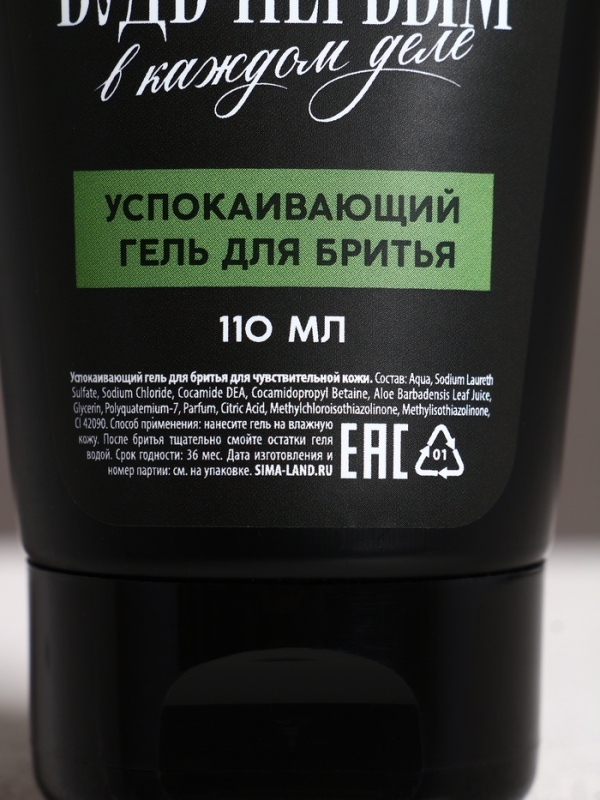 БУДЬ ПЕРВЫМ
в каждом деле
УСПОКАИВАЮЩИЙ
ГЕЛЬ ДЛЯ БРИТЬЯ
110 МЛ
Успокаивающий гель для бритья для чувствительной кожи. Состав: Aqua, Sodium Laureth
Sulfate, Sodium Chloride, Cocamide DEA, Cocamidopropyl Betaine, Aloe Barbadensis Leaf Juice,
Glycerin, Polyquaternium-7, Parfum, Citric Acid, Methylchloroisothiazolinone, Methylisothiazolinone,
CI 42090. Способ применения: нанесите гель на влажную
кожу. После бритья тщательно смойте остатки геля
водой. Срок годности: 36 мес. Дата изготовления и
номер партии: см. на упаковке. SIMA-LAND.RU
EAC
01